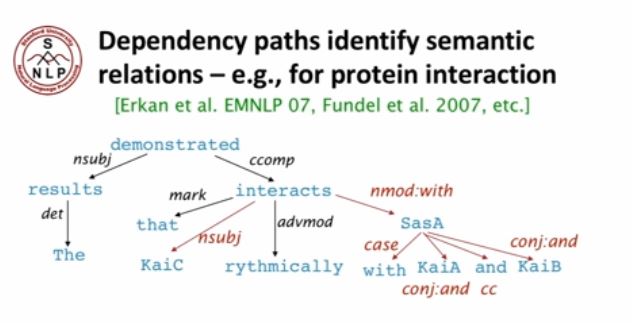 Stanford University
S
NLP
Natural Language Processing
Dependency paths identify semantic
relations – e.g., for protein interaction
[Erkan et al. EMNLP 07, Fundel et al. 2007, etc.]
demonstrated
nsubj
ccomp
results
mark
interacts
nmod:with
det
that
nsubj
advmod
SasA
case
conj:and
The
KaiC
rythmically
with KaiA and KaiB
conj:and cc